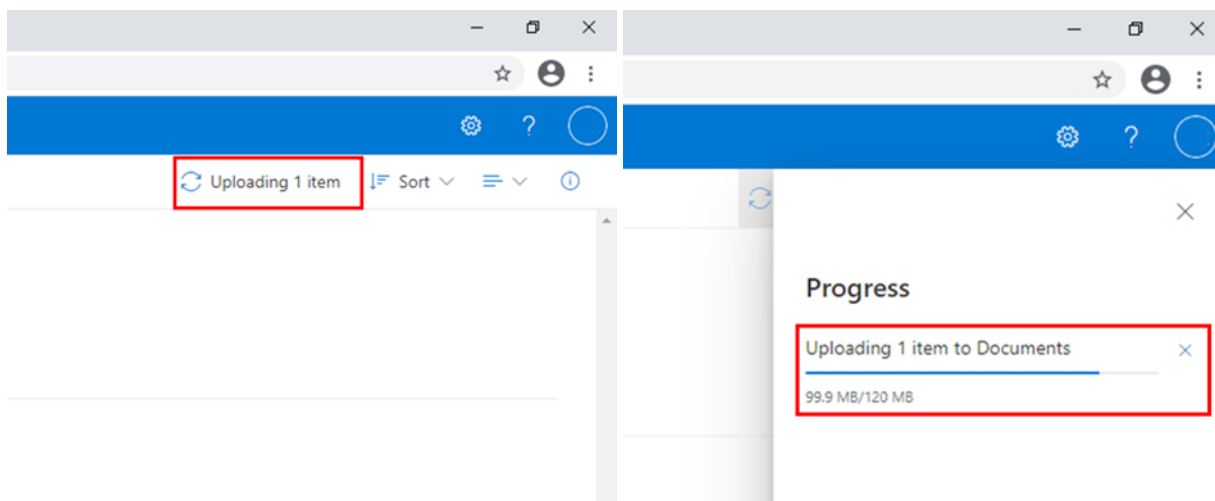 Uploading 1 item
Sort
Progress
Uploading 1 item to Documents
99.9 MB/120 MB